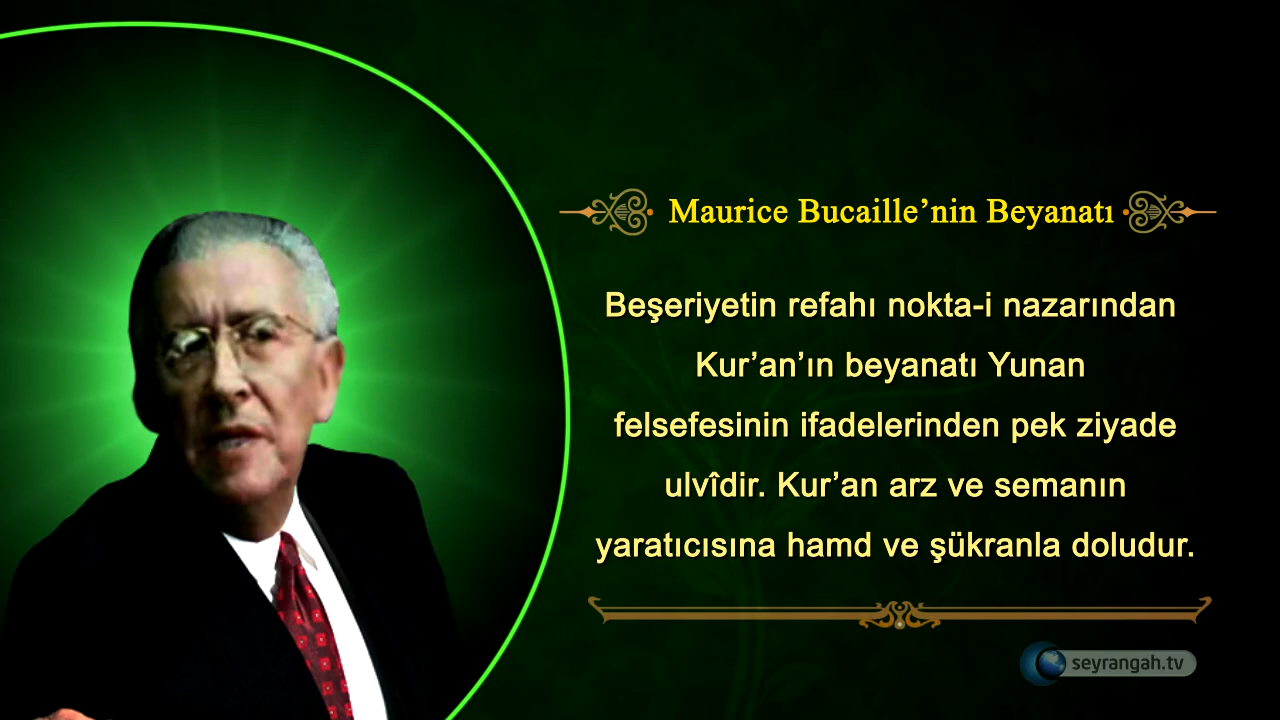 Maurice Bucaille’nin Beyanatı
Beşeriyetin refahı nokta-i nazarından
Kur’an’ın beyanatı Yunan
felsefesinin ifadelerinden pek ziyade
ulvîdir. Kur’an arz ve semanın
yaratıcısına hamd ve şükranla doludur.
seyrangah.tv